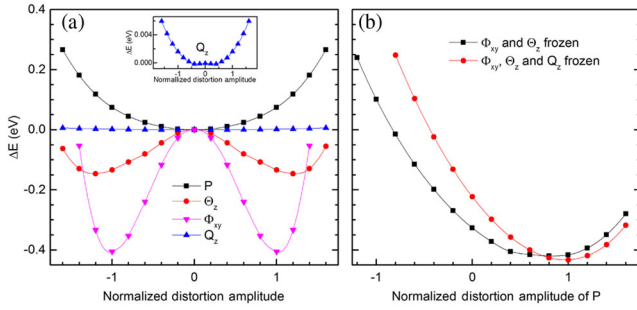 (a)
0.4
0.2
0.0
-0.2
-0.4
ΔE (eV)
0.004
0.000
ΔE (eV)
Q_z
-1 0 1
Normalized distortion amplitude
P
Θ_z
Φ_xy
Q_z
-1 0 1
Normalized distortion amplitude
(b)
Φ_xy and Θ_z frozen
Φ_xy, Θ_z and Q_z frozen
-1 0 1
Normalized distortion amplitude of P